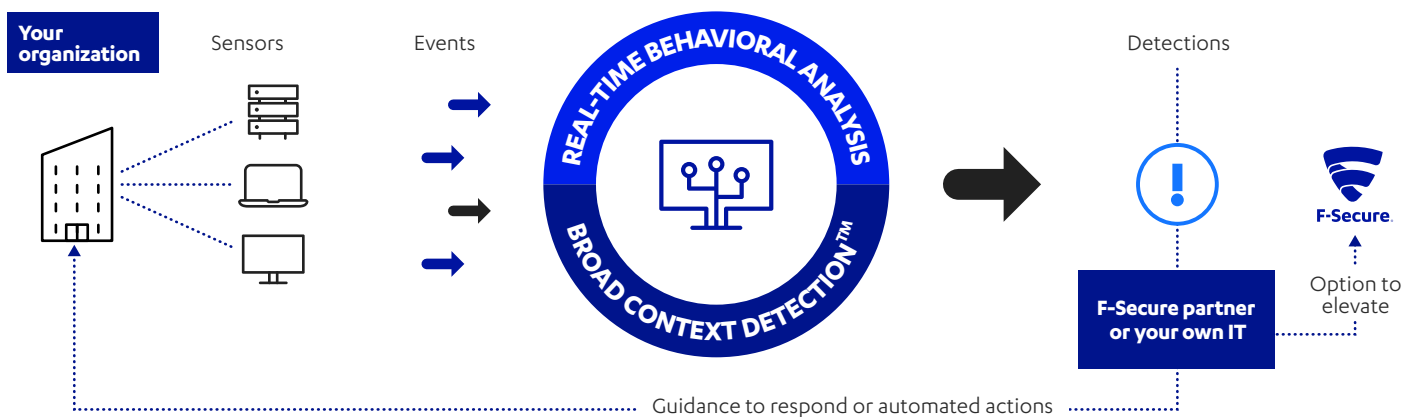 Your
organization
Sensors
Events
REAL-TIME BEHAVIORAL ANALYSIS
BROAD CONTEXT DETECTION™
Detections
F-Secure.
Option to
elevate
F-Secure partner
or your own IT
Guidance to respond or automated actions